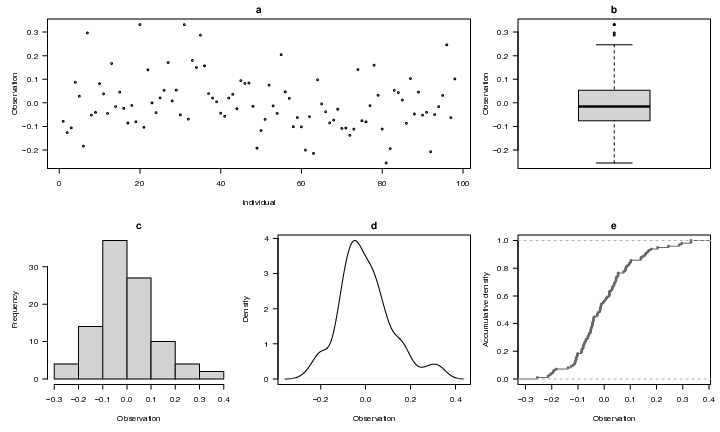 a
0.3
0.2
0.1
0.0
−0.1
−0.2
Observation
0 20 40 60 80 100
Individual
b
0.3
0.2
0.1
0.0
−0.1
−0.2
Observation
c
30
20
10
0
Frequency
−0.3 −0.2 −0.1 0.0 0.1 0.2 0.3 0.4
Observation
d
4
3
2
1
0
Density
−0.2 0.0 0.2 0.4
Observation
e
1.0
0.8
0.6
0.4
0.2
0.0
Accumulative density
−0.3 −0.2 −0.1 0.0 0.1 0.2 0.3 0.4
Observation